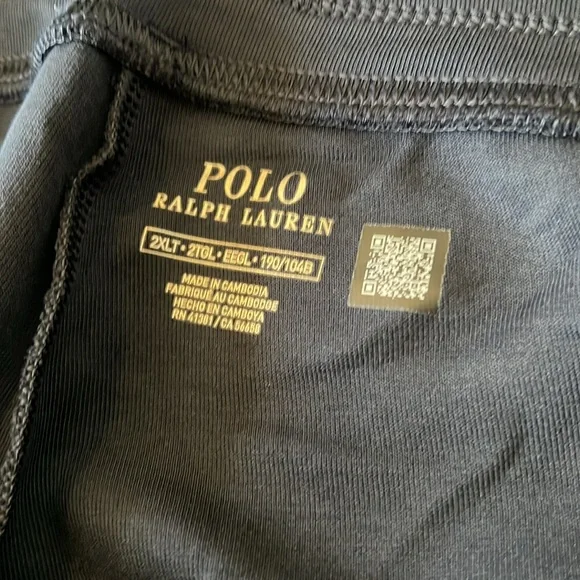 POLO
RALPH LAUREN
2XLT • 2TGL • EEGL • 190/104B
MADE IN CAMBODIA
FABRIQUÉ AU CAMBODGE
HECHO EN CAMBOYA
RN 41381 / CA 06688